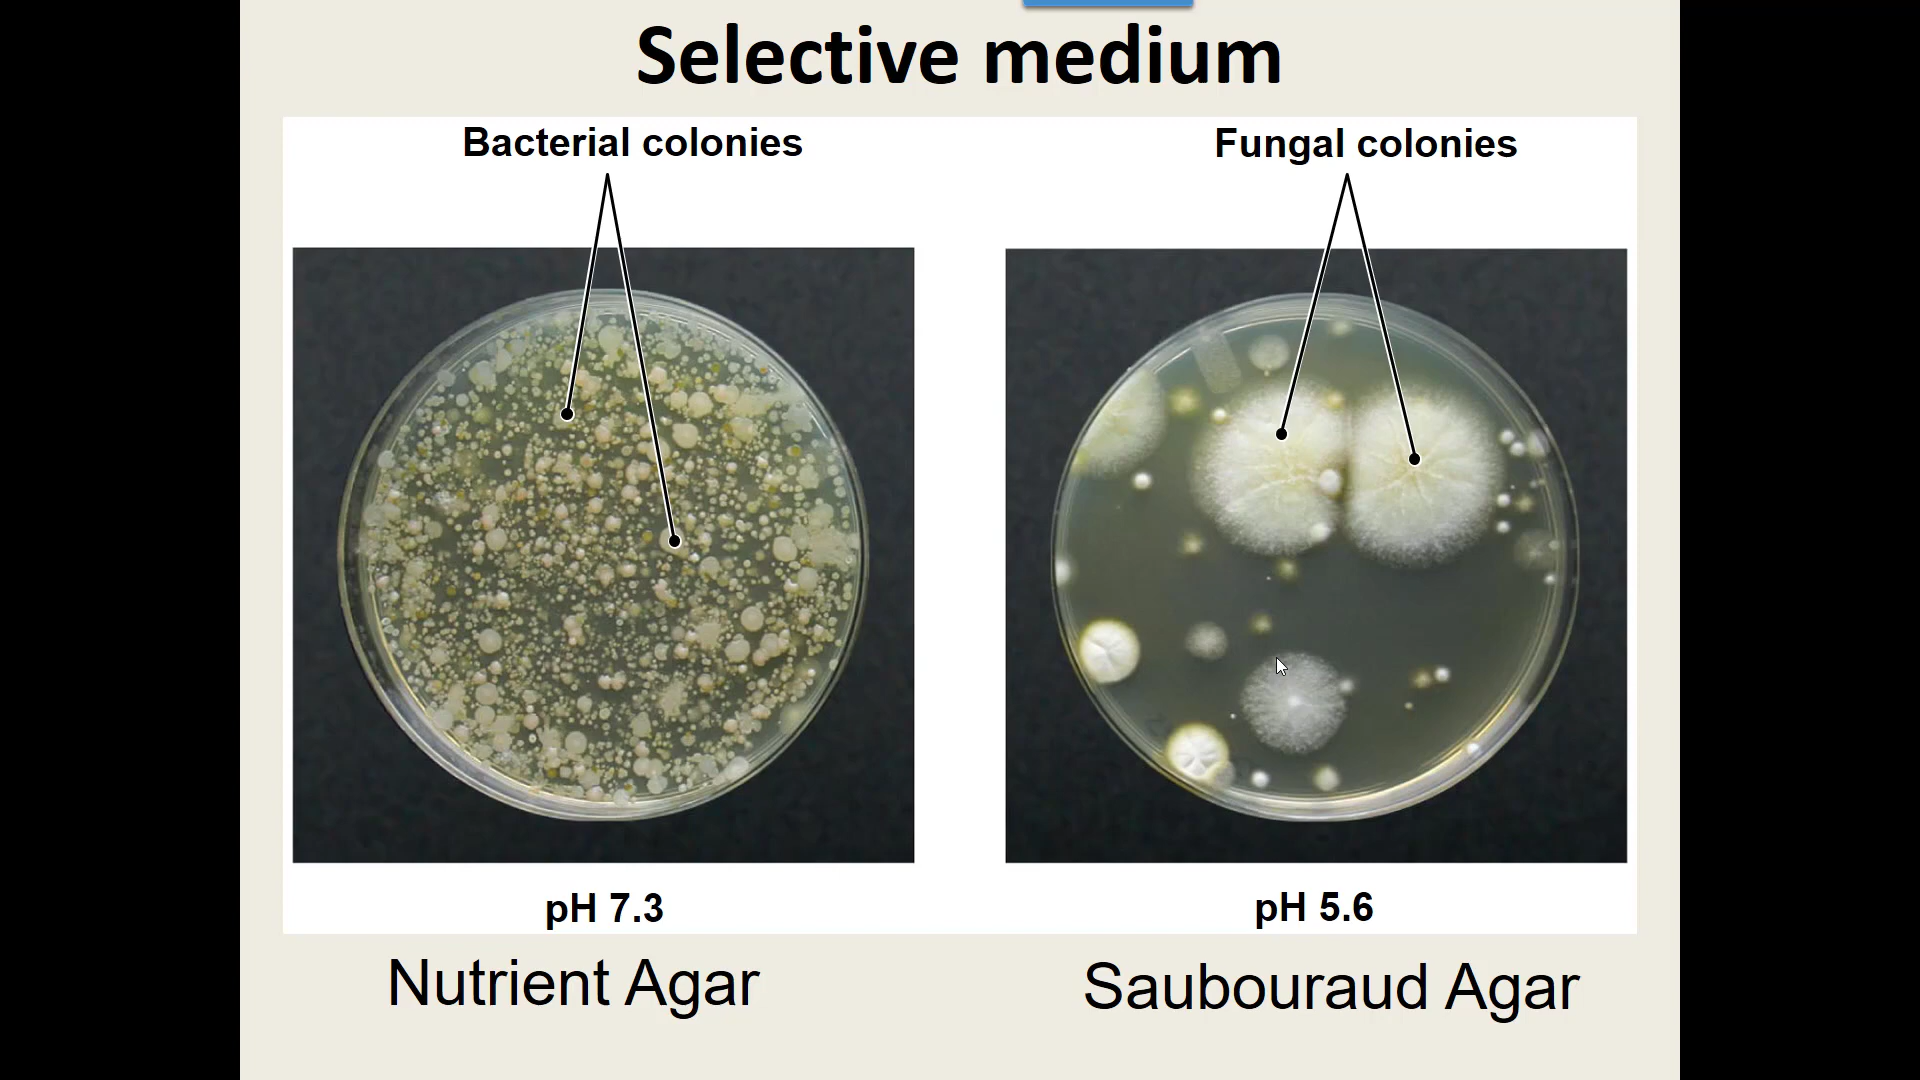 Selective medium
Bacterial colonies
Fungal colonies
pH 7.3
pH 5.6
Nutrient Agar
Saubouraud Agar